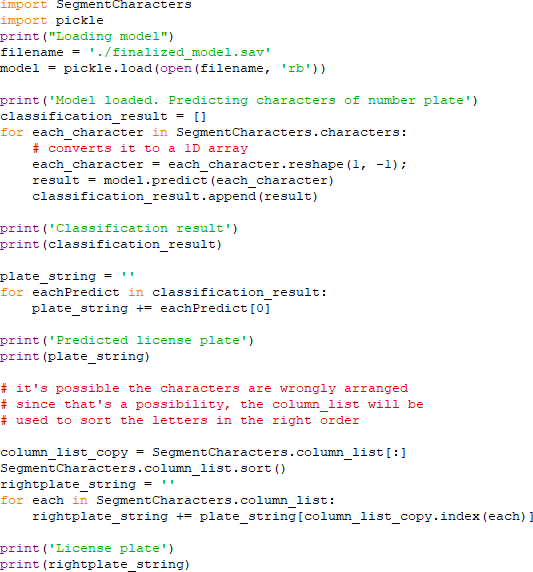 import SegmentCharacters
import pickle
print("Loading model")
filename = './finalized_model.sav'
model = pickle.load(open(filename, 'rb'))

print('Model loaded. Predicting characters of number plate')
classification_result = []
for each_character in SegmentCharacters.characters:
    # converts it to a 1D array
    each_character = each_character.reshape(1, -1);
    result = model.predict(each_character)
    classification_result.append(result)

print('Classification result')
print(classification_result)

plate_string = ''
for eachPredict in classification_result:
    plate_string += eachPredict[0]

print('Predicted license plate')
print(plate_string)

# it's possible the characters are wrongly arranged
# since that's a possibility, the column_list will be
# used to sort the letters in the right order

column_list_copy = SegmentCharacters.column_list[:]
SegmentCharacters.column_list.sort()
rightplate_string = ''
for each in SegmentCharacters.column_list:
    rightplate_string += plate_string[column_list_copy.index(each)]

print('License plate')
print(rightplate_string)